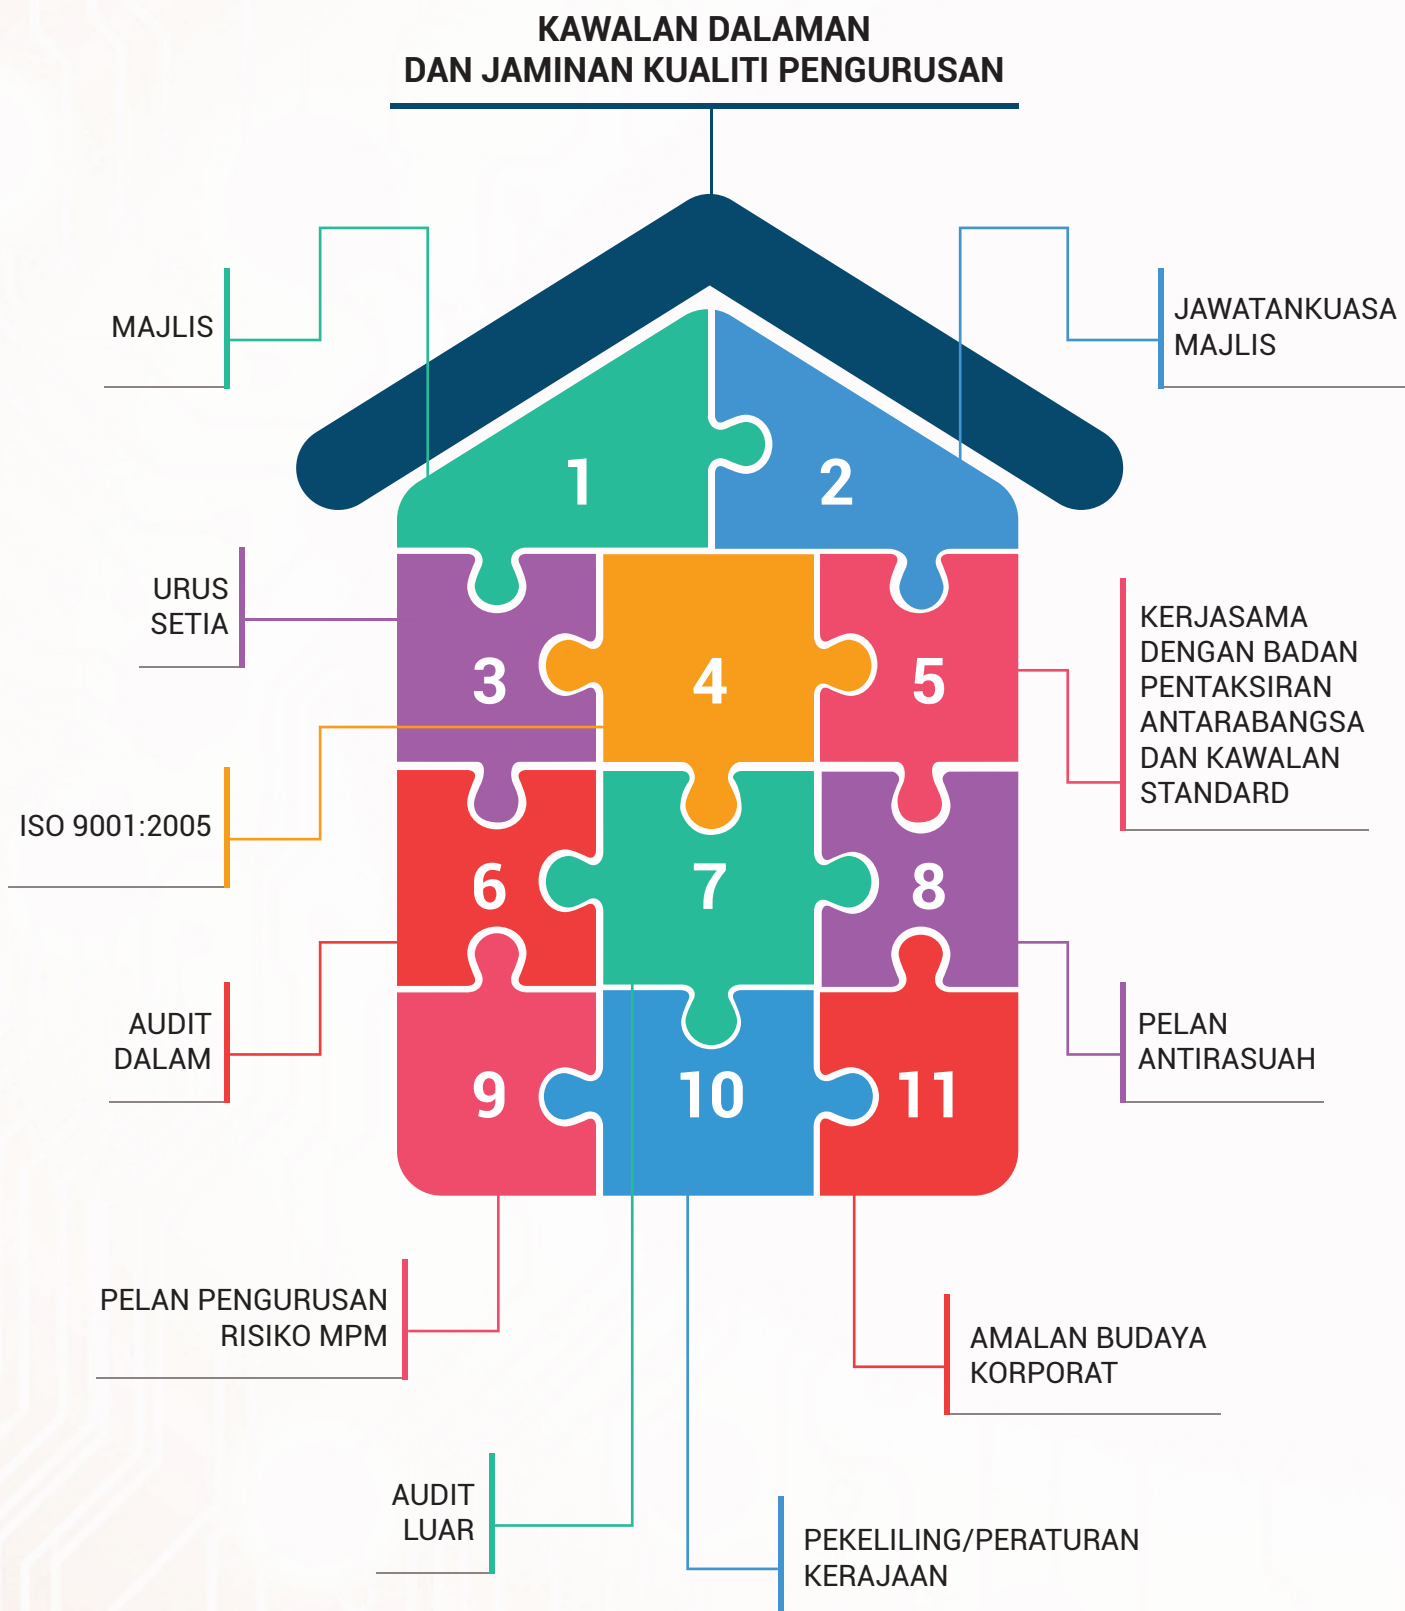 KAWALAN DALAMAN
DAN JAMINAN KUALITI PENGURUSAN
MAJLIS
JAWATANKUASA
MAJLIS
1
2
URUS
SETIA
KERJASAMA
DENGAN BADAN
PENTAKSIRAN
ANTARABANGSA
DAN KAWALAN
STANDARD
3
4
5
ISO 9001:2005
6
7
8
AUDIT
DALAM
PELAN
ANTIRASUAH
9
10
11
PELAN PENGURUSAN
RISIKO MPM
AMALAN BUDAYA
KORPORAT
AUDIT
LUAR
PEKELILING/PERATURAN
KERAJAAN